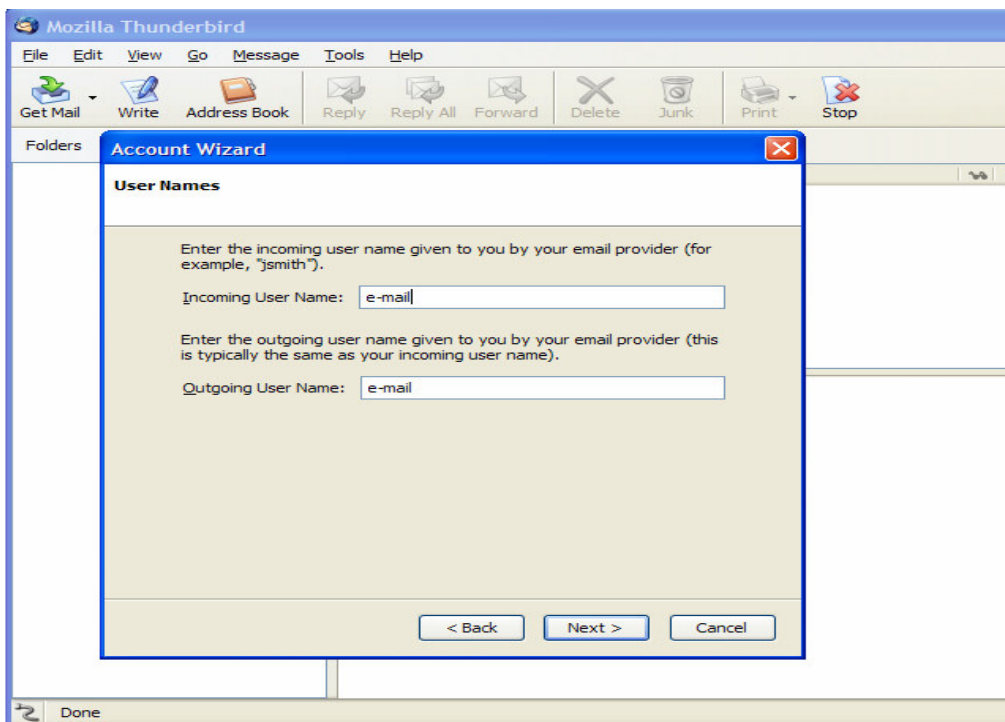 Mozilla Thunderbird
File Edit View Go Message Tools Help
Get Mail Write Address Book Reply Reply All Forward Delete Junk Print Stop
Folders
Account Wizard
User Names
Enter the incoming user name given to you by your email provider (for
example, "jsmith").
Incoming User Name: e-mail
Enter the outgoing user name given to you by your email provider (this
is typically the same as your incoming user name).
Outgoing User Name: e-mail
< Back Next > Cancel
Done